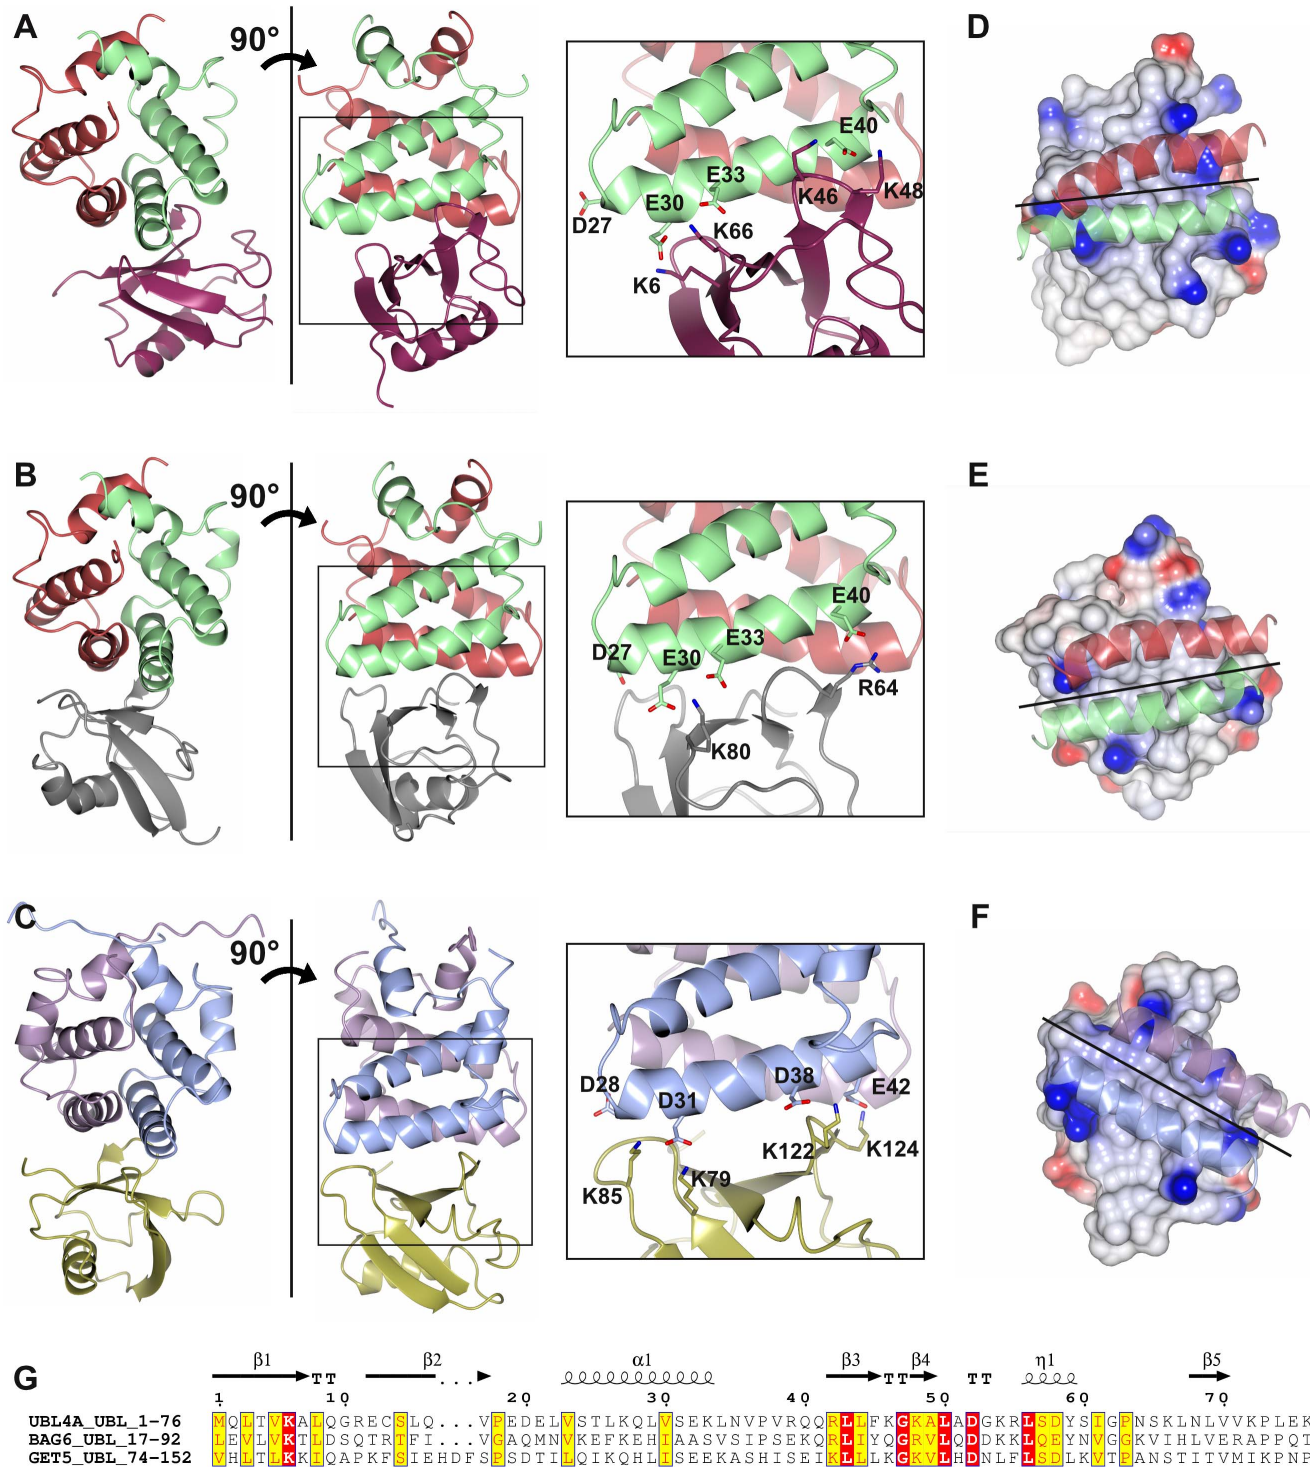 A
90°
D27
E30
E33
E40
K46
K48
K66
K6
D
B
90°
D27
E30
E33
E40
R64
K80
E
C
90°
D28
D31
D38
E42
K122
K124
K85
K79
F
G
β1 TT β2 ... α1 β3 TT β4 TT η1 β5
1 10 20 30 40 50 60 70
UBL4A_UBL_1-76 MQLTVKALQGRECSLQ...VPEDELVSTLKQLVSEKLNVPVRQQRLLFKGKALADGKRLSDYSIGPNSKLNLVVKPLEK
BAG6_UBL_17-92 LEVLVKTLDSQTRTFI...VGAQMNVKEFKEHIAASVSIPSEKQRLIYQGRVLQDDKKLQEYNVGGKVIHLVERAPPQT
GET5_UBL_74-152 VHLTLKKIQAPKFSIEHDFSPSDTILQIKQHLISEEKASHISEIKLLLKGKVLHDNLFLSDLKVTPANSTITVMIKPND